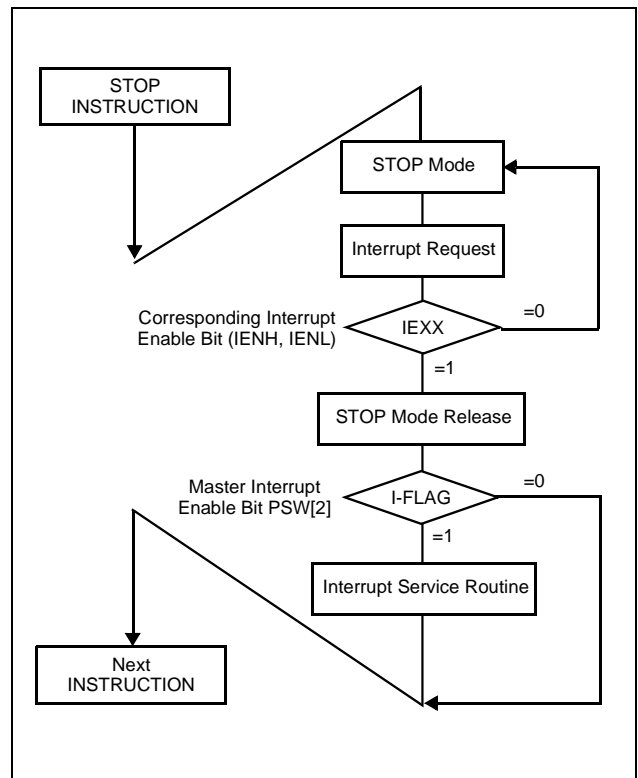 STOP
INSTRUCTION
STOP Mode
Interrupt Request
Corresponding Interrupt
Enable Bit (IENH, IENL)
IEXX
=0
=1
STOP Mode Release
Master Interrupt
Enable Bit PSW[2]
I-FLAG
=0
=1
Interrupt Service Routine
Next
INSTRUCTION